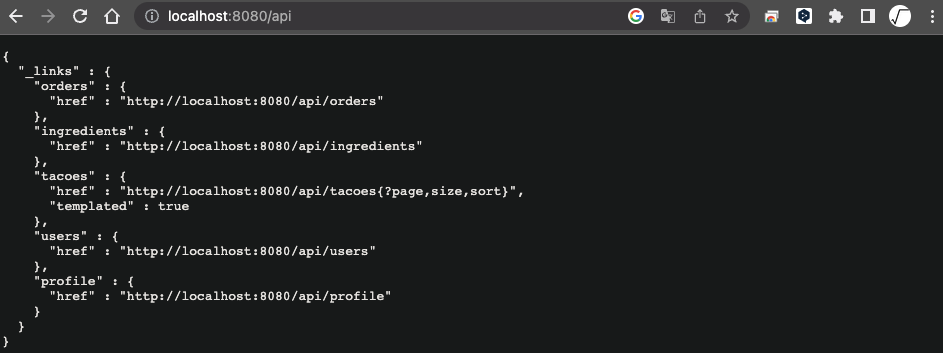 localhost:8080/api
{
  "_links" : {
    "orders" : {
      "href" : "http://localhost:8080/api/orders"
    },
    "ingredients" : {
      "href" : "http://localhost:8080/api/ingredients"
    },
    "tacoes" : {
      "href" : "http://localhost:8080/api/tacoes{?page,size,sort}",
      "templated" : true
    },
    "users" : {
      "href" : "http://localhost:8080/api/users"
    },
    "profile" : {
      "href" : "http://localhost:8080/api/profile"
    }
  }
}